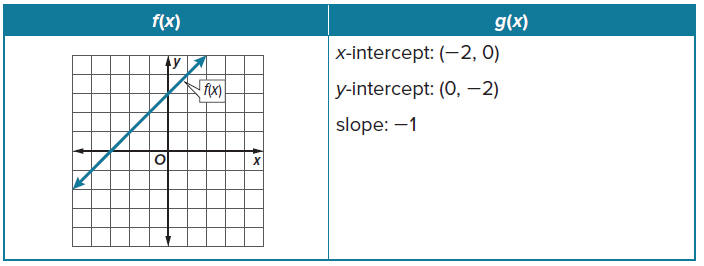 f(x)
g(x)
y
f(x)
O
x
x-intercept: (−2, 0)
y-intercept: (0, −2)
slope: −1